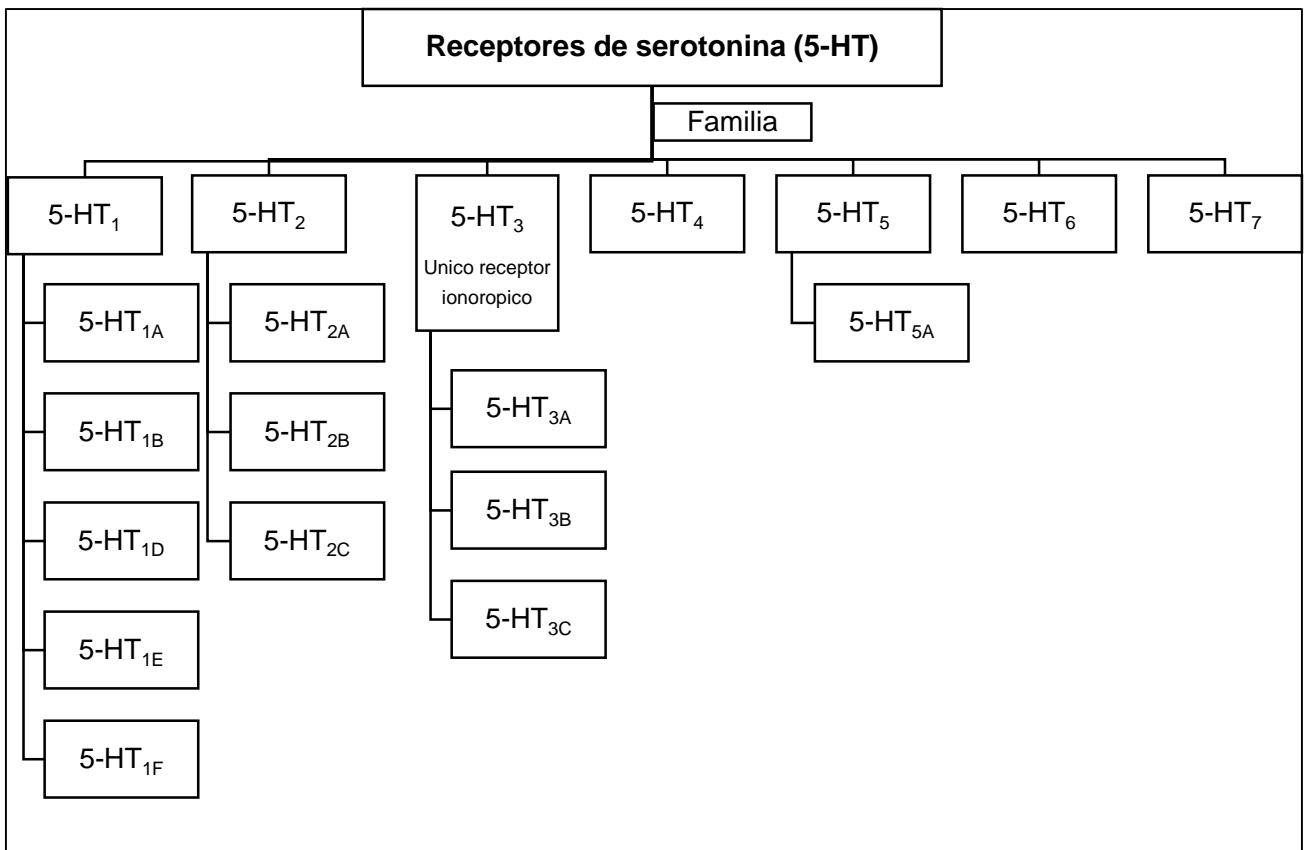 Receptores de serotonina (5-HT)
Familia
5-HT₁
5-HT₂
5-HT₃
Unico receptor
ionoropico
5-HT₄
5-HT₅
5-HT₆
5-HT₇
5-HT₁A
5-HT₁B
5-HT₁D
5-HT₁E
5-HT₁F
5-HT₂A
5-HT₂B
5-HT₂C
5-HT₃A
5-HT₃B
5-HT₃C
5-HT₅A